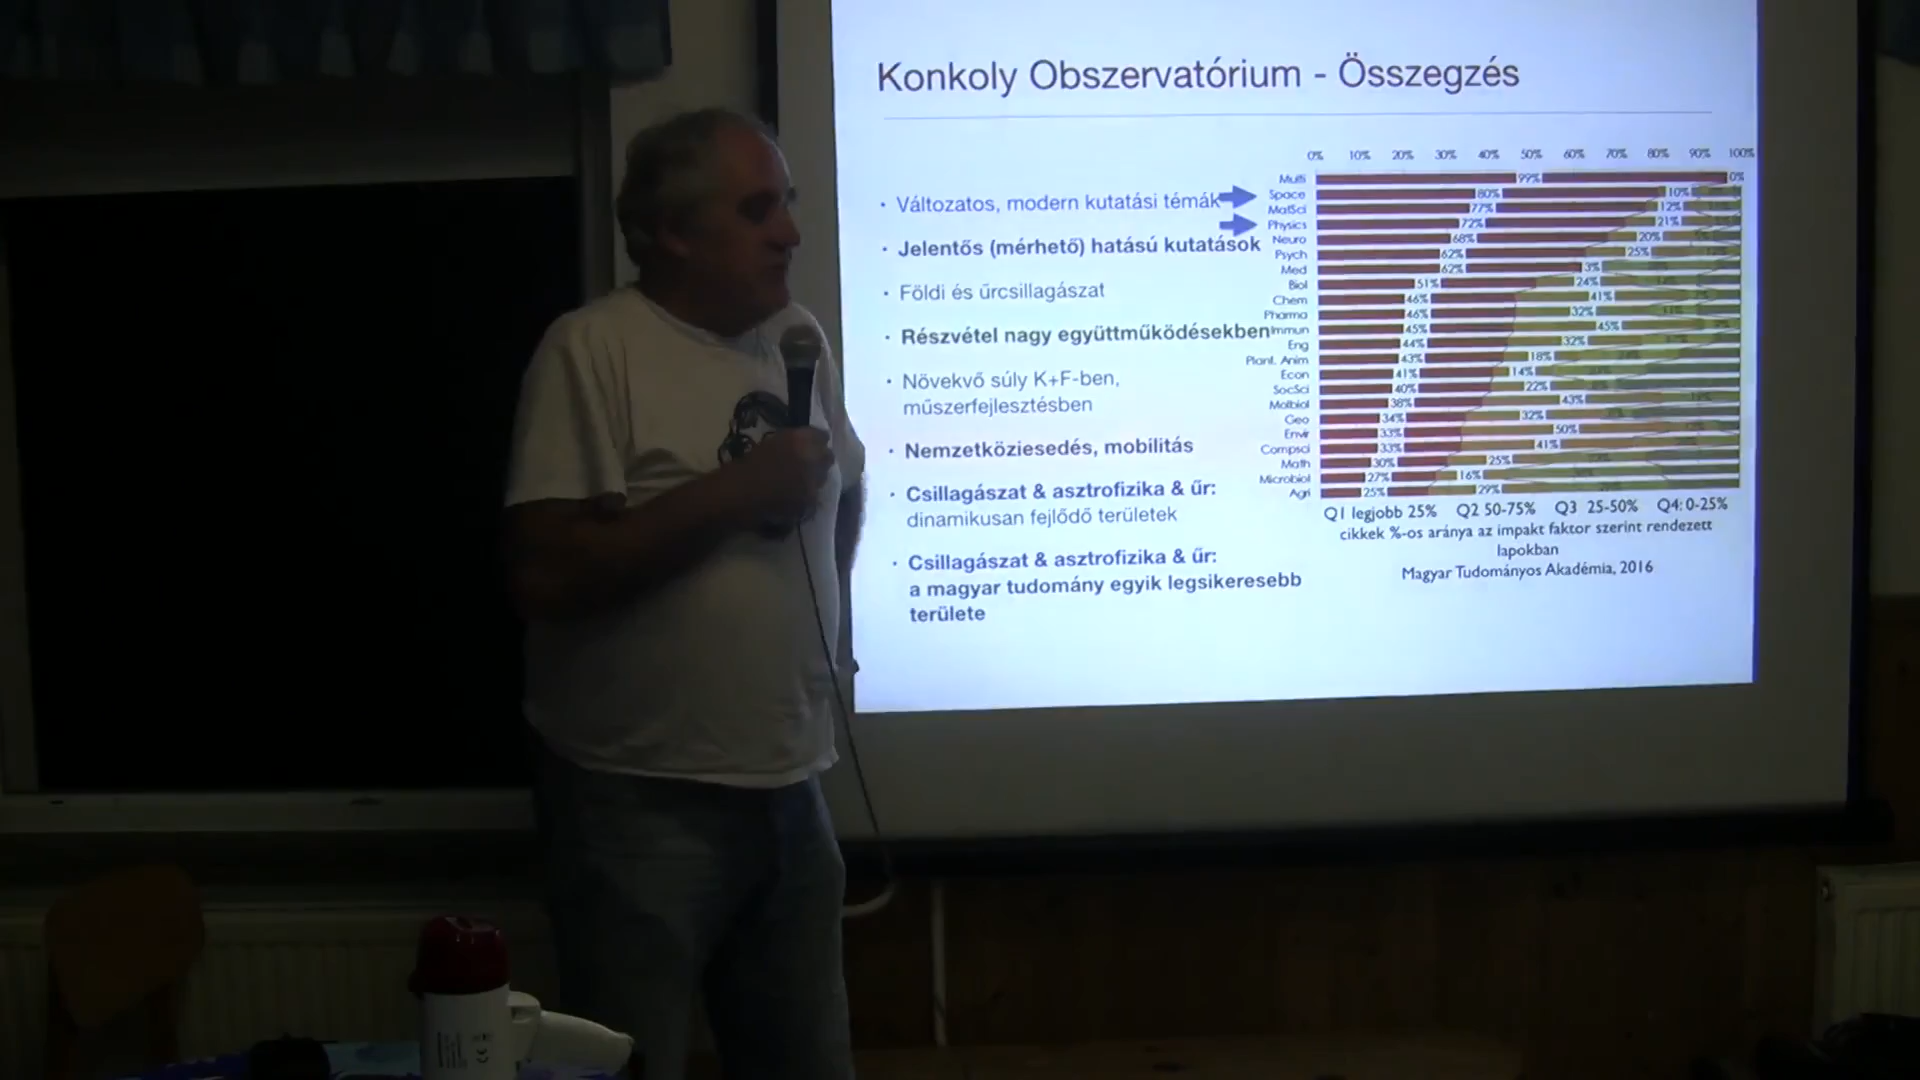 Konkoly Obszervatórium - Összegzés
• Változatos, modern kutatási témák
• Jelentős (mérhető) hatású kutatások
• Földi és űrcsillagászat
• Részvétel nagy együttműködésekben
• Növekvő súly K+F-ben,
műszerfejlesztésben
• Nemzetköziesedés, mobilitás
• Csillagászat & asztrofizika & űr:
dinamikusan fejlődő területek
• Csillagászat & asztrofizika & űr:
a magyar tudomány egyik legsikeresebb
területe
0% 10% 20% 30% 40% 50% 60% 70% 80% 90% 100%
Multi 99% 0%
Space 80% 10%
MatSci 77% 12%
Physics 72% 21%
Neuro 68% 20%
Psych 62% 25%
Med 62% 3%
Biol 51% 24%
Chem 46% 41%
Pharma 46% 32%
Immun 45% 45%
Eng 44% 32%
Plant. Anim 43% 18%
Econ 41% 14%
SocSci 40% 22%
Molbiol 38% 43%
Geo 34% 32%
Envir 33% 50%
Compsci 33% 41%
Math 30% 25%
Microbiol 27% 16%
Agri 25% 29%
Q1 legjobb 25% Q2 50-75% Q3 25-50% Q4: 0-25%
cikkek %-os aránya az impakt faktor szerint rendezett
lapokban
Magyar Tudományos Akadémia, 2016